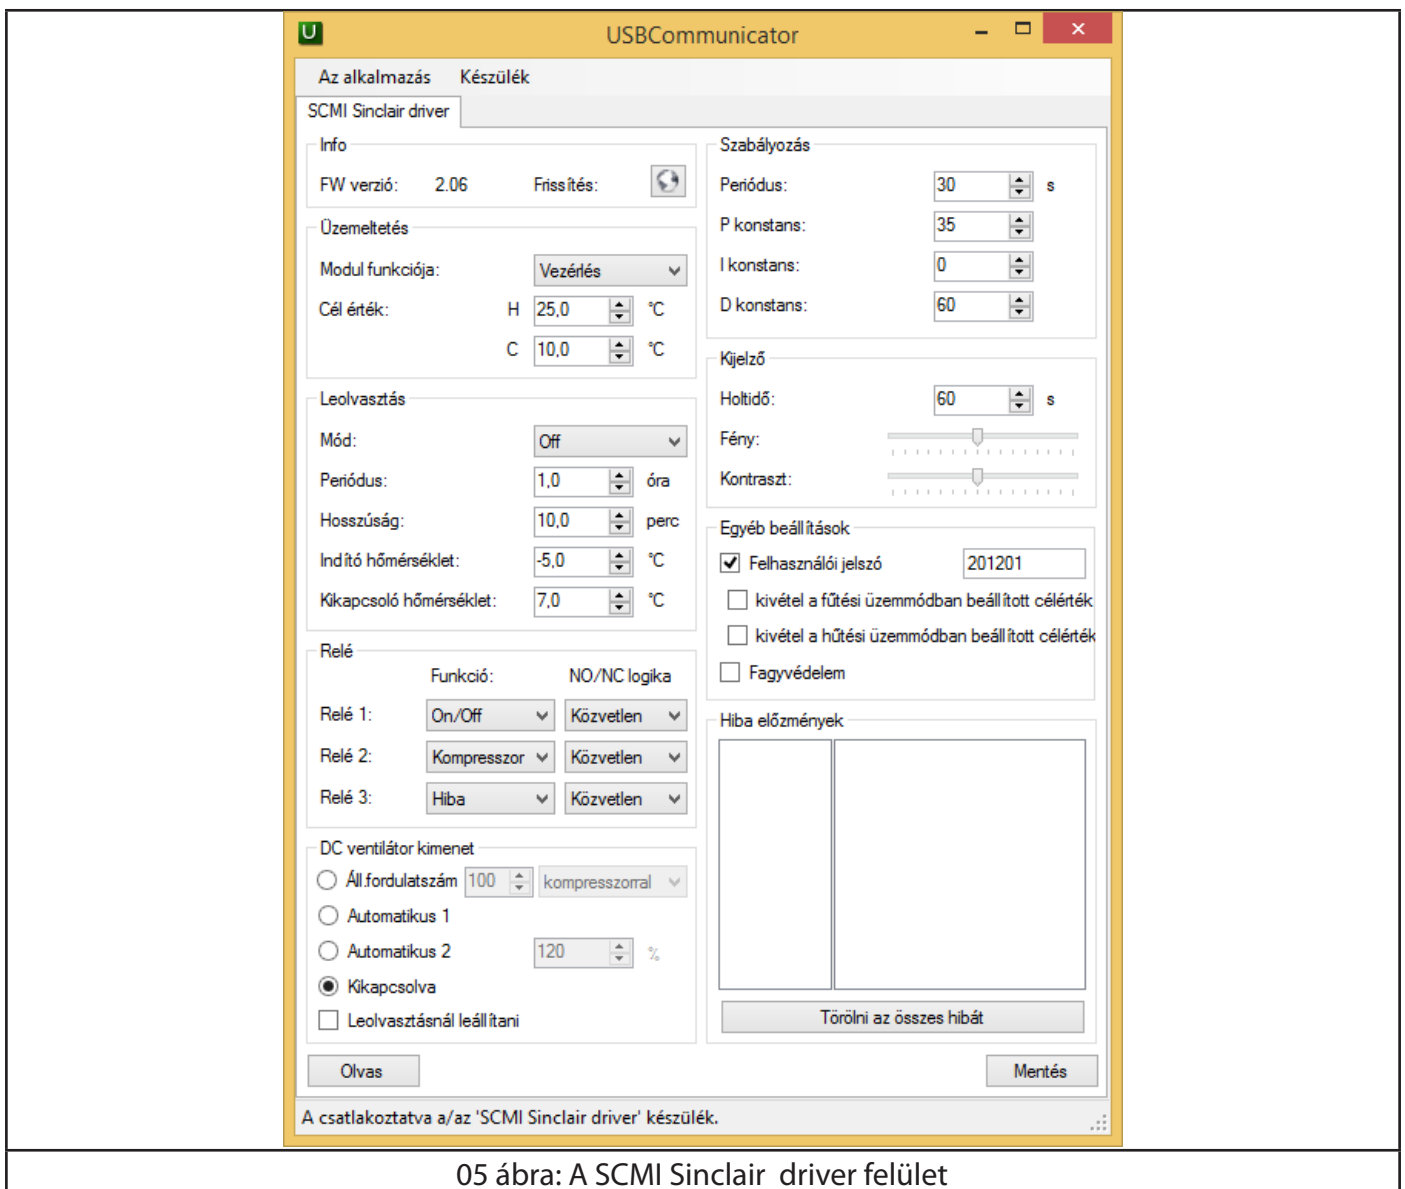 USBCommunicator
Az alkalmazás Készülék
SCMI Sinclair driver
Info
FW verzió: 2.06 Frissítés:
Üzemeltetés
Modul funkciója: Vezérlés
Cél érték: H 25,0 °C
C 10,0 °C
Leolvasztás
Mód: Off
Periódus: 1,0 óra
Hosszúság: 10,0 perc
Indító hőmérséklet: -5,0 °C
Kikapcsoló hőmérséklet: 7,0 °C
Relé
Funkció: NO/NC logika
Relé 1: On/Off Közvetlen
Relé 2: Kompresszor Közvetlen
Relé 3: Hiba Közvetlen
DC ventilátor kimenet
Áll.fordulatszám 100 kompresszorral
Automatikus 1
Automatikus 2 120 %
Kikapcsolva
Leolvasztásnál leállítani
Olvas
Szabályozás
Periódus: 30 s
P konstans: 35
I konstans: 0
D konstans: 60
Kijelző
Holtidő: 60 s
Fény:
Kontraszt:
Egyéb beállítások
Felhasználói jelszó 201201
kivétel a fűtési üzemmódban beállított célérték
kivétel a hűtési üzemmódban beállított célérték
Fagyvédelem
Hiba előzmények
Törölni az összes hibát
Mentés
A csatlakoztatva a/az 'SCMI Sinclair driver' készülék.
05 ábra: A SCMI Sinclair driver felület